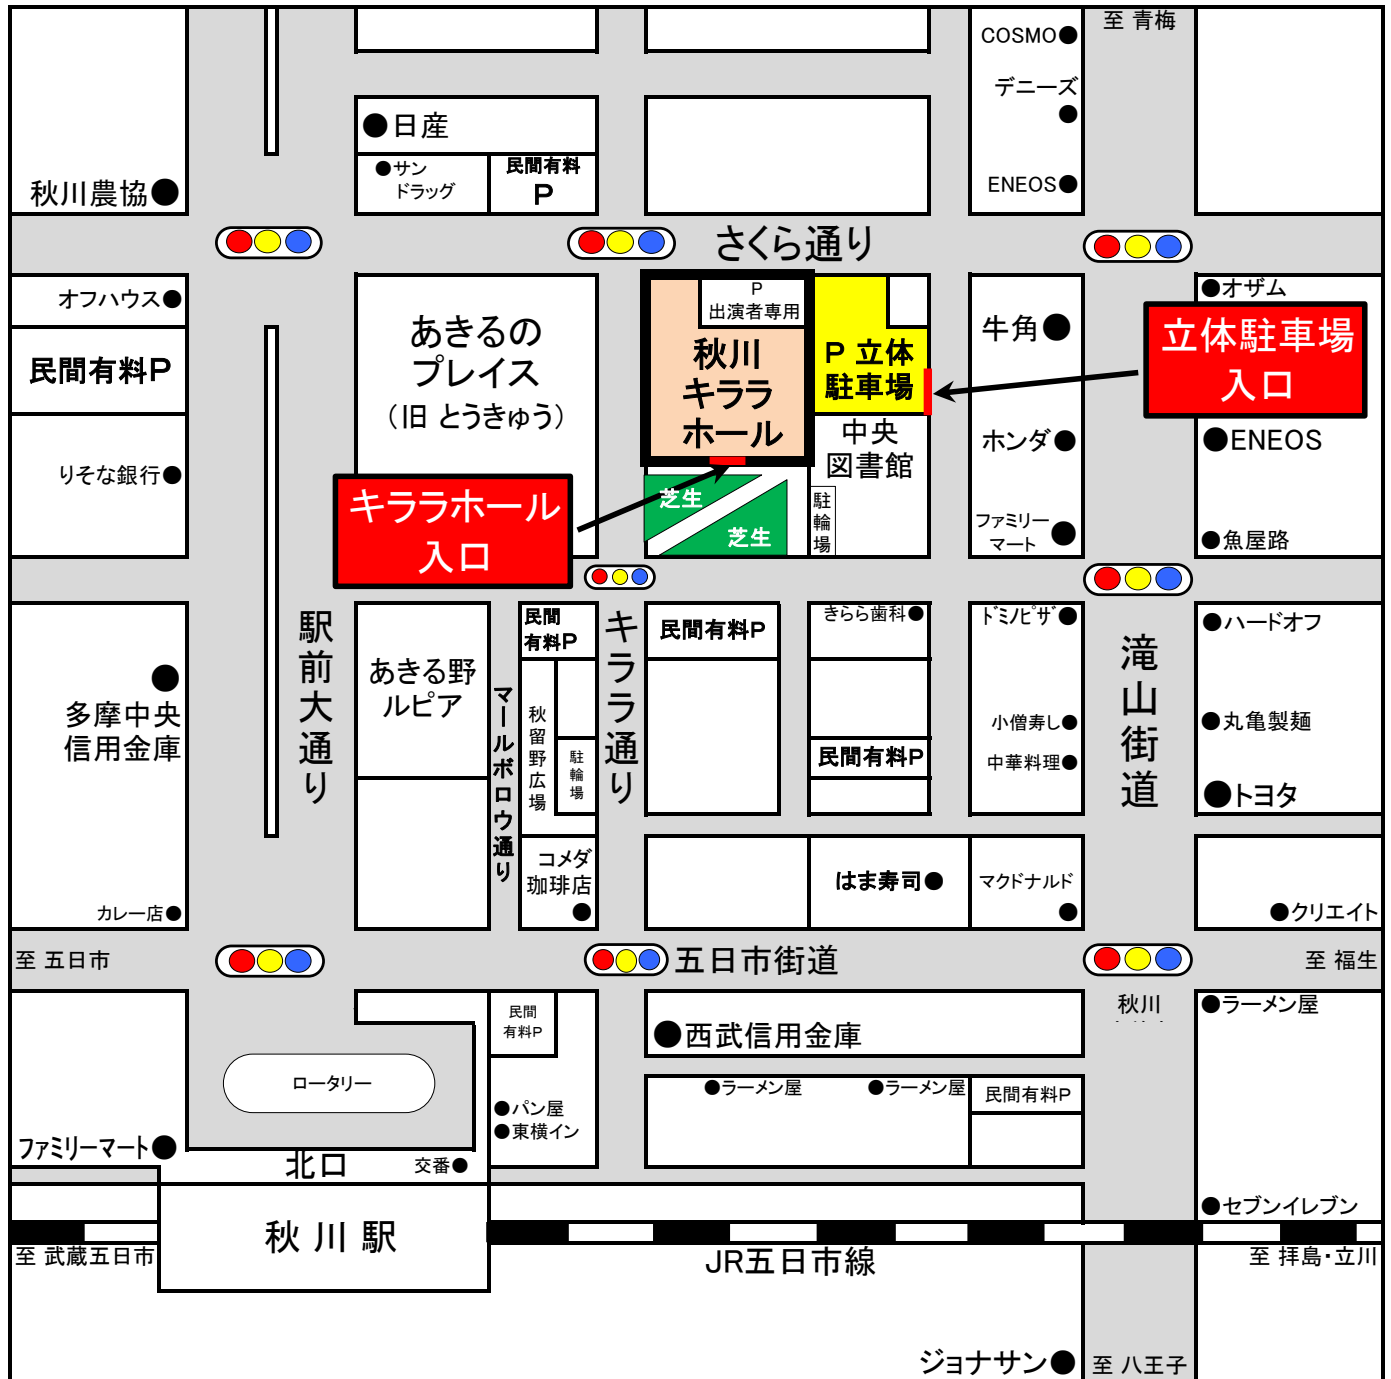 至 青梅
COSMO●
デニーズ
●
ENEOS●
●日産
●サン
ドラッグ
民間有料
P
秋川農協●
さくら通り
オフハウス●
民間有料P
りそな銀行●
あきるの
プレイス
（旧 とうきゅう）
P
出演者専用
秋川
キララ
ホール
P 立体
駐車場
中央
図書館
駐輪場
芝生
芝生
キララホール
入口
牛角●
ホンダ●
ファミリー
マート●
立体駐車場
入口
●オザム
●ENEOS
●魚屋路
駅前大通り
●
多摩中央
信用金庫
カレー店●
あきる野
ルピア
マールボロウ通り
民間
有料P
秋留野広場
駐輪場
コメダ
珈琲店
●
キララ通り
民間有料P
きらら歯科●
民間有料P
はま寿司●
ドミノピザ●
小僧寿し●
中華料理●
マクドナルド
●
滝山街道
●ハードオフ
●丸亀製麺
●トヨタ
●クリエイト
至 五日市
五日市街道
至 福生
ロータリー
ファミリーマート●
北口
交番●
民間
有料P
●パン屋
●東横イン
●西武信用金庫
●ラーメン屋
●ラーメン屋
民間有料P
秋川
●ラーメン屋
●セブンイレブン
秋川駅
至 武蔵五日市
JR五日市線
至 拝島・立川
ジョナサン●
至 八王子